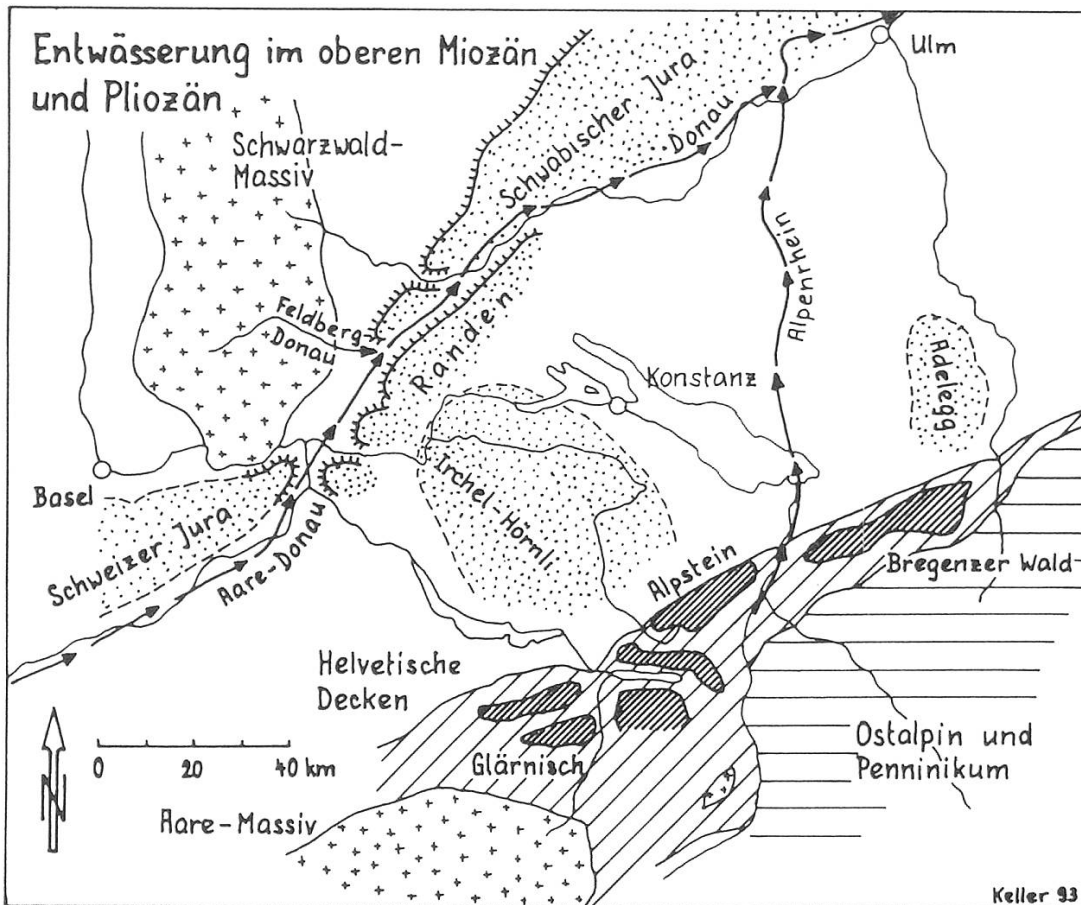 Entwässerung im oberen Miozän
und Pliozän
Ulm
Schwarzwald-
Massiv
Schwäbischer Jura
Donau
Feldberg-
Donau
Randen
Alpenrhein
Konstanz
Adelegg
Basel
Irchel-Hörnli
Schweizer Jura
Aare-Donau
Alpstein
Bregenzer Wald
Helvetische
Decken
Glärnisch
Ostalpin und
Penninikum
N
0 20 40 km
Aare-Massiv
Keller 93